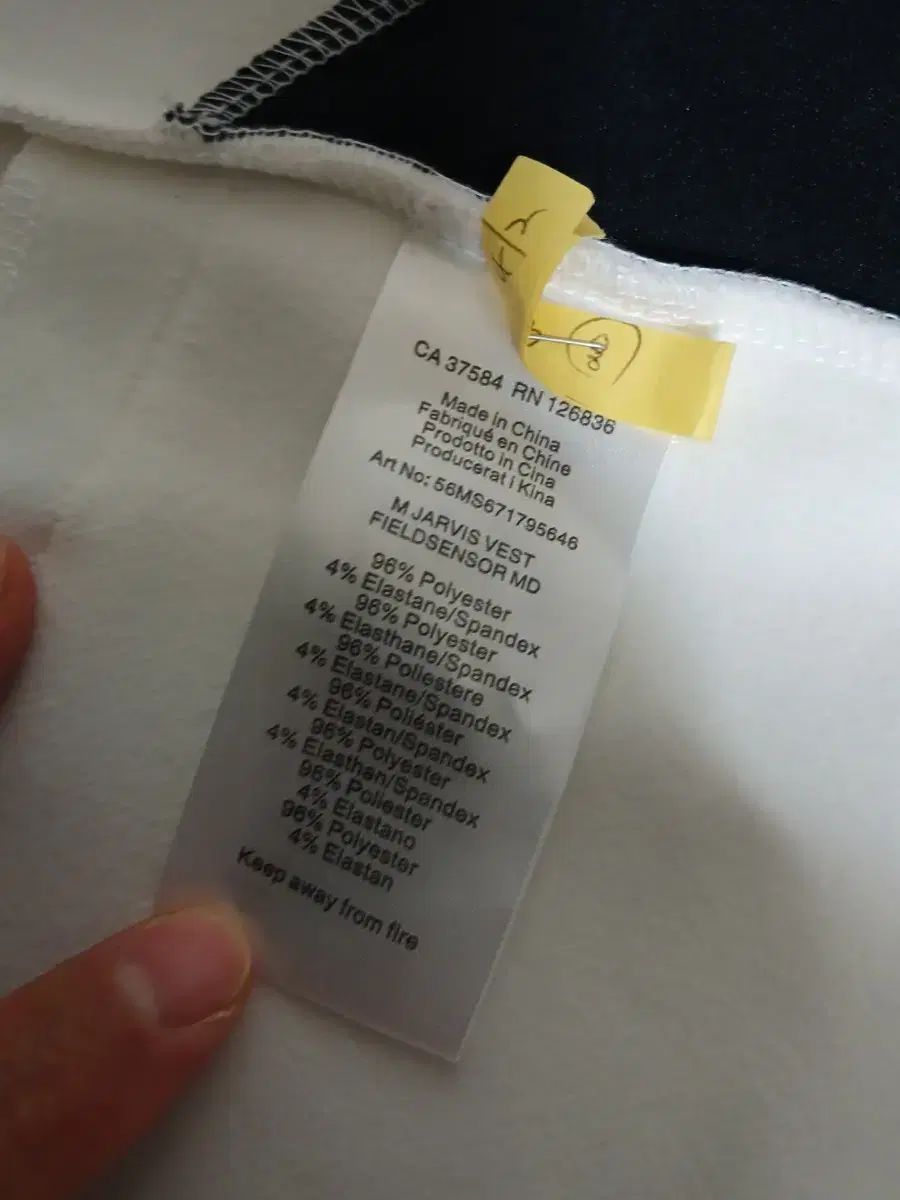 CA 37584 RN 126836
Made in China
Fabriqué en Chine
Prodotto in Cina
Producerat i Kina
Art No: 56MS671795646
M JARVIS VEST
FIELDSENSOR MD
96% Polyester
4% Elastane/Spandex
96% Polyester
4% Elasthane/Spandex
96% Poliestere
4% Elastane/Spandex
96% Poliéster
4% Elastan/Spandex
96% Polyester
4% Elasthan/Spandex
96% Poliester
4% Elastano
96% Polyester
4% Elastan
Keep away from fire